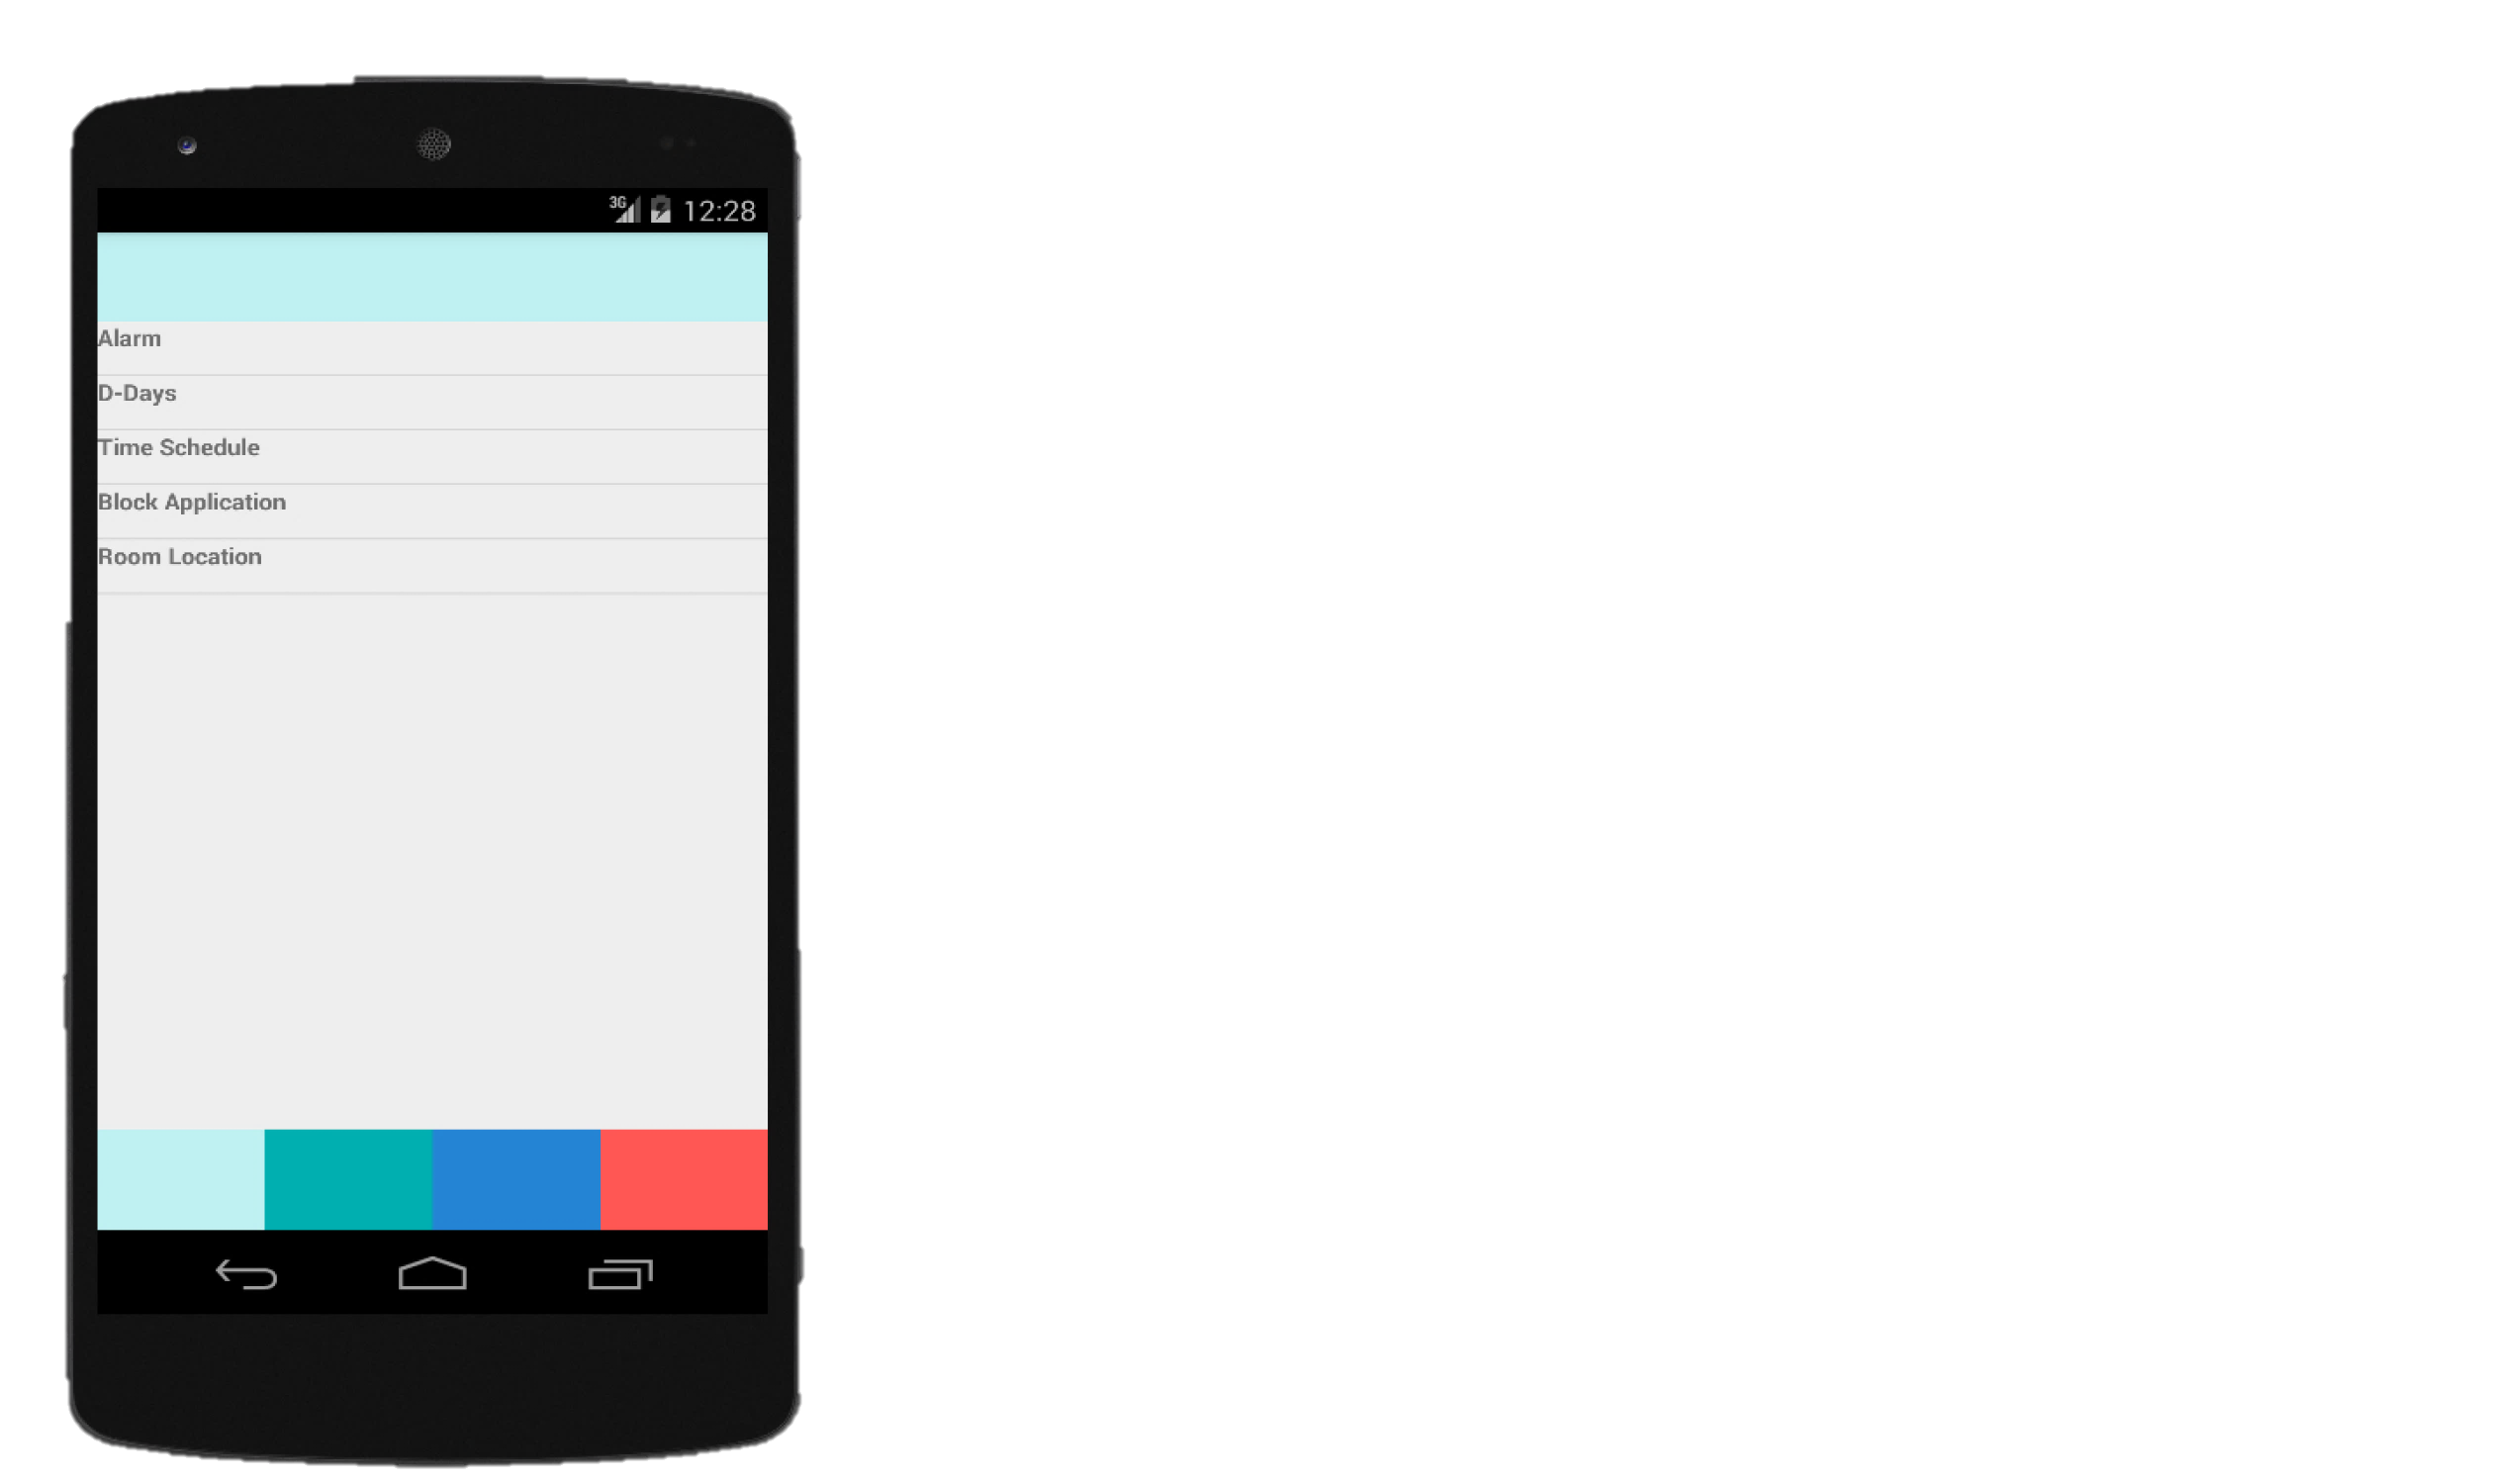 3G 12:28
Alarm
D-Days
Time Schedule
Block Application
Room Location